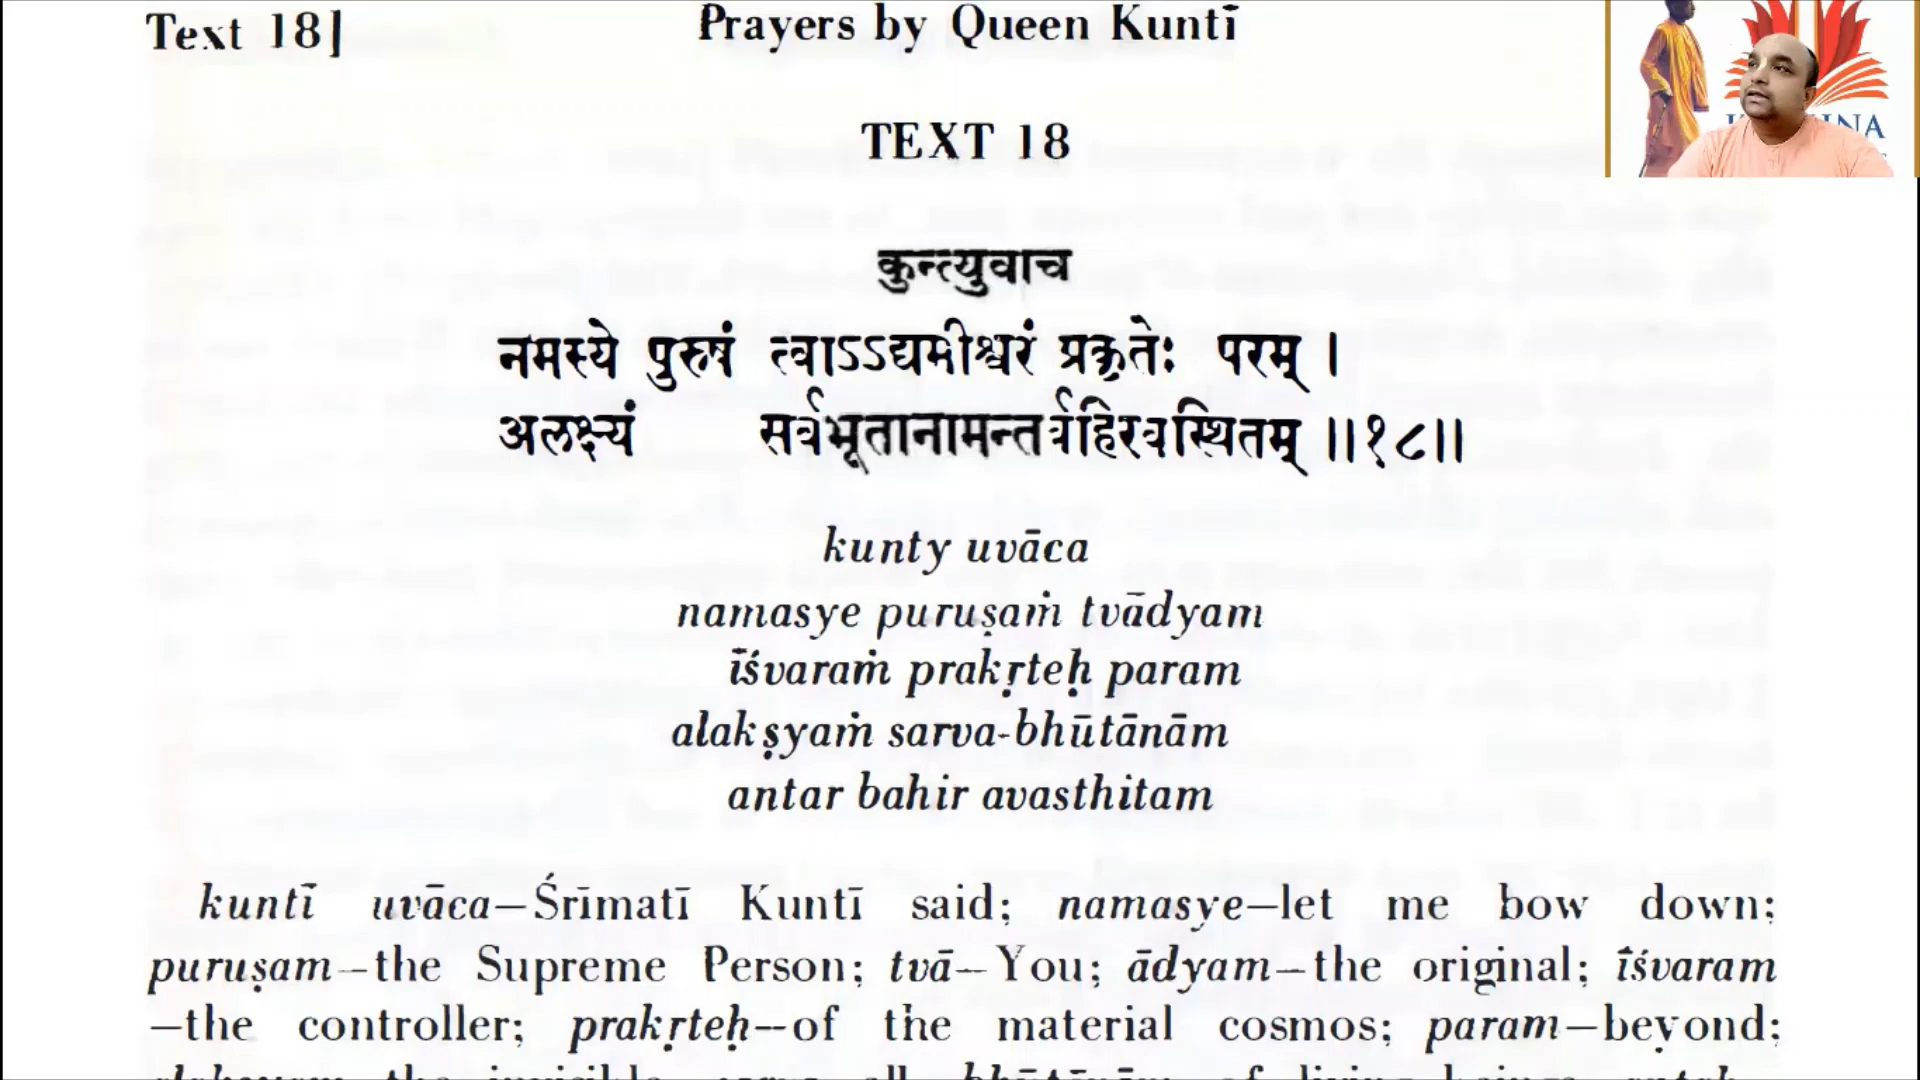 Text 18]
Prayers by Queen Kuntī
TEXT 18
कुन्त्युवाच
नमस्ये पुरुषं त्वाऽऽद्यमीश्वरं प्रकृतेः परम् ।
अलक्ष्यं सर्वभूतानामन्तर्बहिरवस्थितम् ॥१८॥
kunty uvāca
namasye puruṣaṁ tvādyam
īśvaraṁ prakṛteḥ param
alakṣyaṁ sarva-bhūtānām
antar bahir avasthitam
kuntī uvāca—Śrīmatī Kuntī said; namasye—let me bow down;
puruṣam—the Supreme Person; tvā—You; ādyam—the original; īśvaram
—the controller; prakṛteḥ—of the material cosmos; param—beyond;